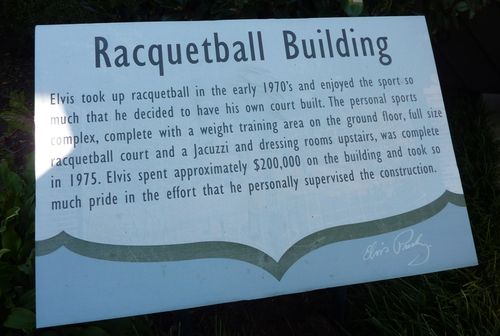 Racquetball Building
Elvis took up racquetball in the early 1970's and enjoyed the sport so
much that he decided to have his own court built. The personal sports
complex, complete with a weight training area on the ground floor, full size
racquetball court and a Jacuzzi and dressing rooms upstairs, was complete
in 1975. Elvis spent approximately $200,000 on the building and took so
much pride in the effort that he personally supervised the construction.
Elvis Presley